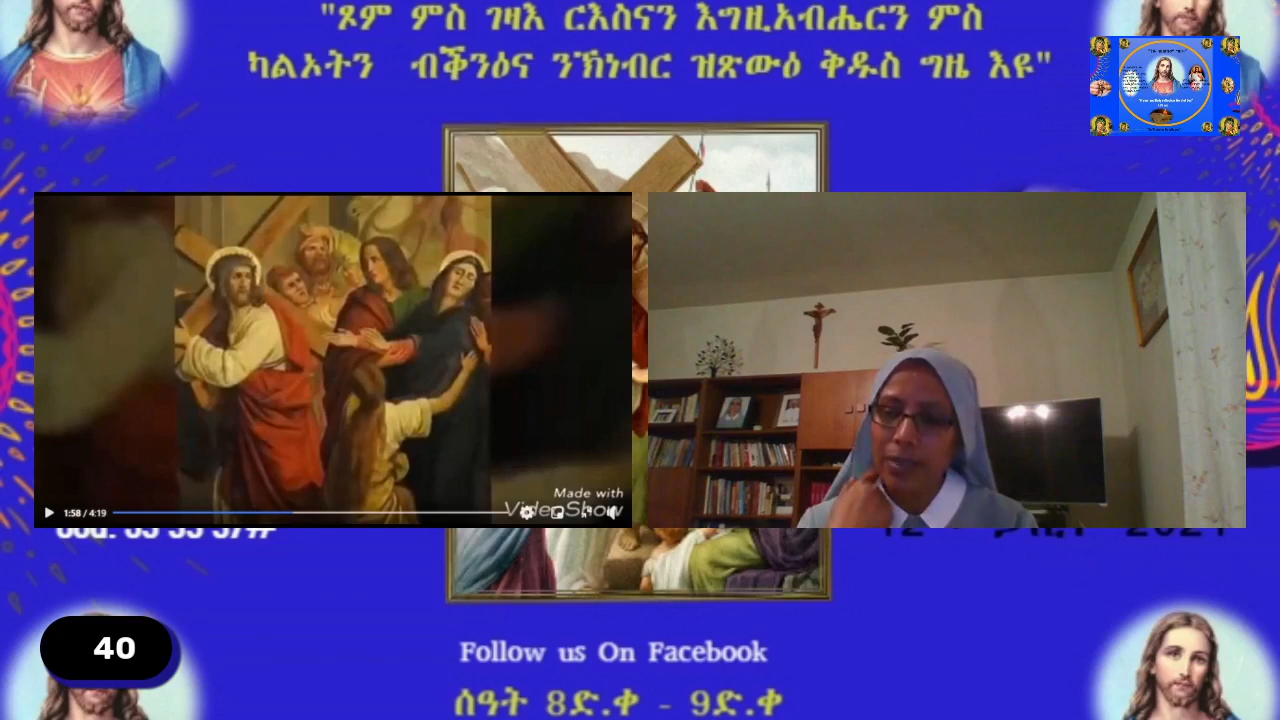 "ጾም ምስ ገዛእ ርእስናን እግዚአብሔርን ምስ
ካልኦትን ብቕንዕና ንኽነብር ዝጽውዕ ቅዱስ ግዜ እዩ"
Made with
VideoShow
1:58 / 4:19
2021
40
Follow us On Facebook
ሰዓት 8ድ.ቀ - 9ድ.ቀ